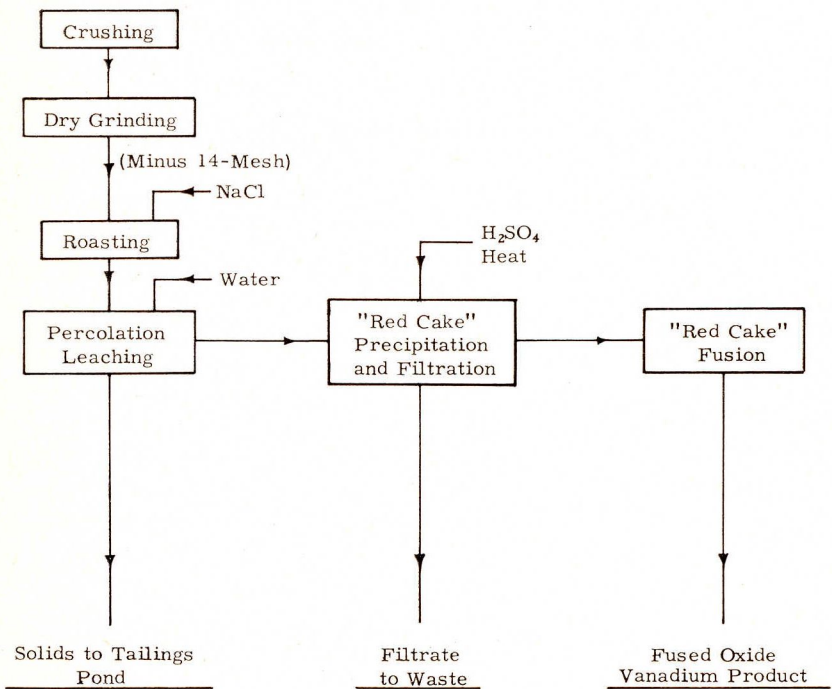 Crushing
Dry Grinding
(Minus 14-Mesh)
NaCl
Roasting
Water
Percolation
Leaching
H₂SO₄
Heat
"Red Cake"
Precipitation
and Filtration
"Red Cake"
Fusion
Solids to Tailings
Pond
Filtrate
to Waste
Fused Oxide
Vanadium Product